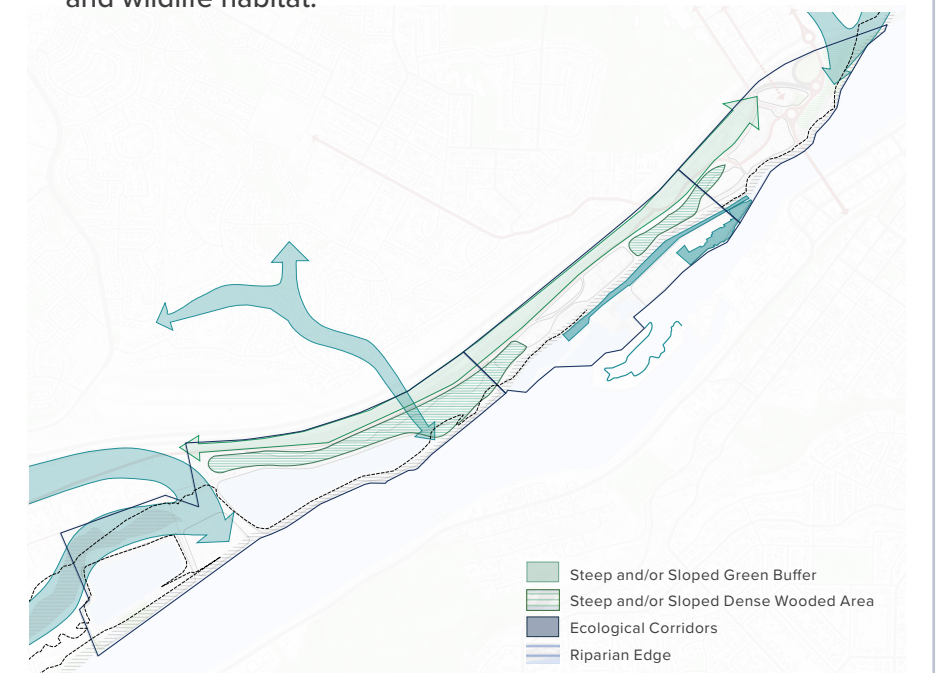 and wildlife habitat.
Steep and/or Sloped Green Buffer
Steep and/or Sloped Dense Wooded Area
Ecological Corridors
Riparian Edge